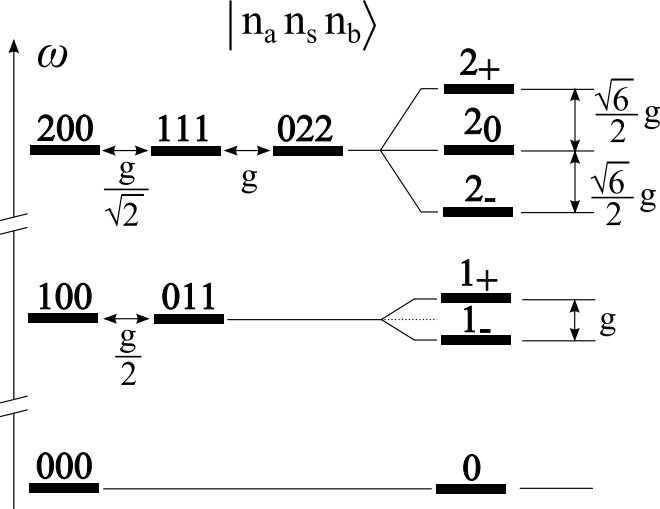 |n_a n_s n_b⟩
ω
2+
200 111 022 2₀
2-
g/√2
g
√6/2 g
√6/2 g
1+
100 011
1-
g/2
g
000 0